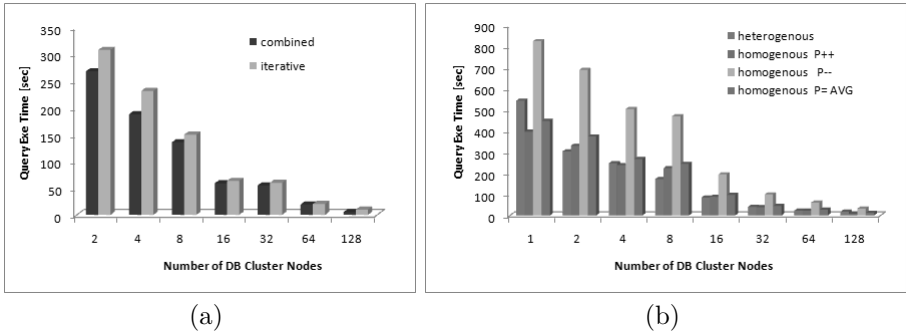 350
300
250
200
150
100
50
0
Query Exe Time [sec]
combined
iterative
2 4 8 16 32 64 128
Number of DB Cluster Nodes
(a)
900
800
700
600
500
400
300
200
100
0
Query Exe Time [sec]
heterogenous
homogenous P++
homogenous P--
homogenous P= AVG
1 2 4 8 16 32 64 128
Number of DB Cluster Nodes
(b)